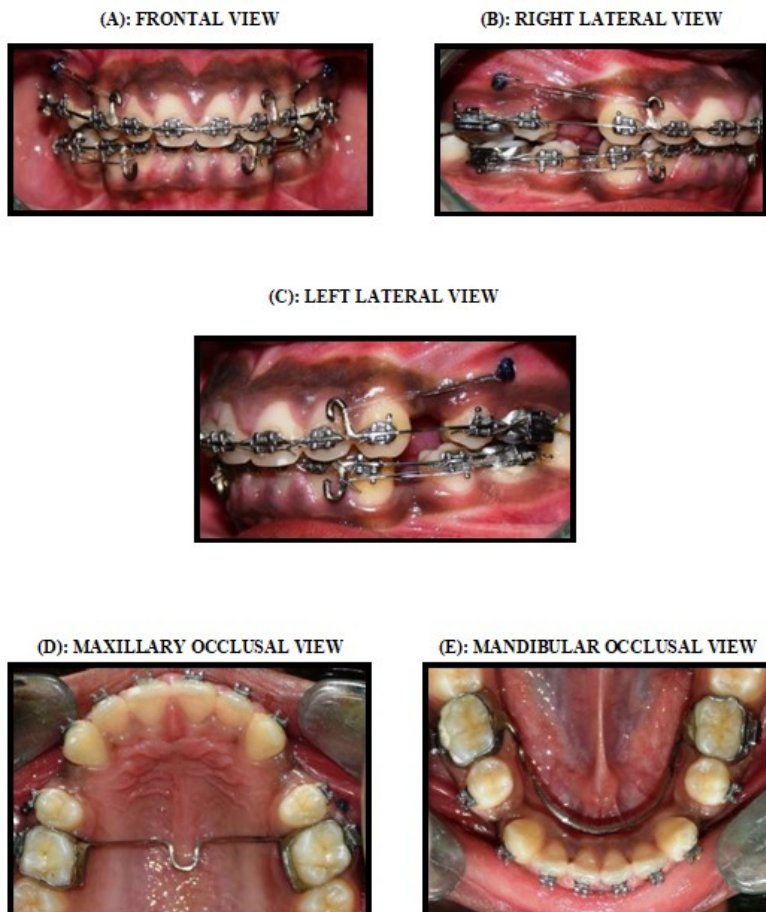 (A): FRONTAL VIEW
(B): RIGHT LATERAL VIEW
(C): LEFT LATERAL VIEW
(D): MAXILLARY OCCLUSAL VIEW
(E): MANDIBULAR OCCLUSAL VIEW